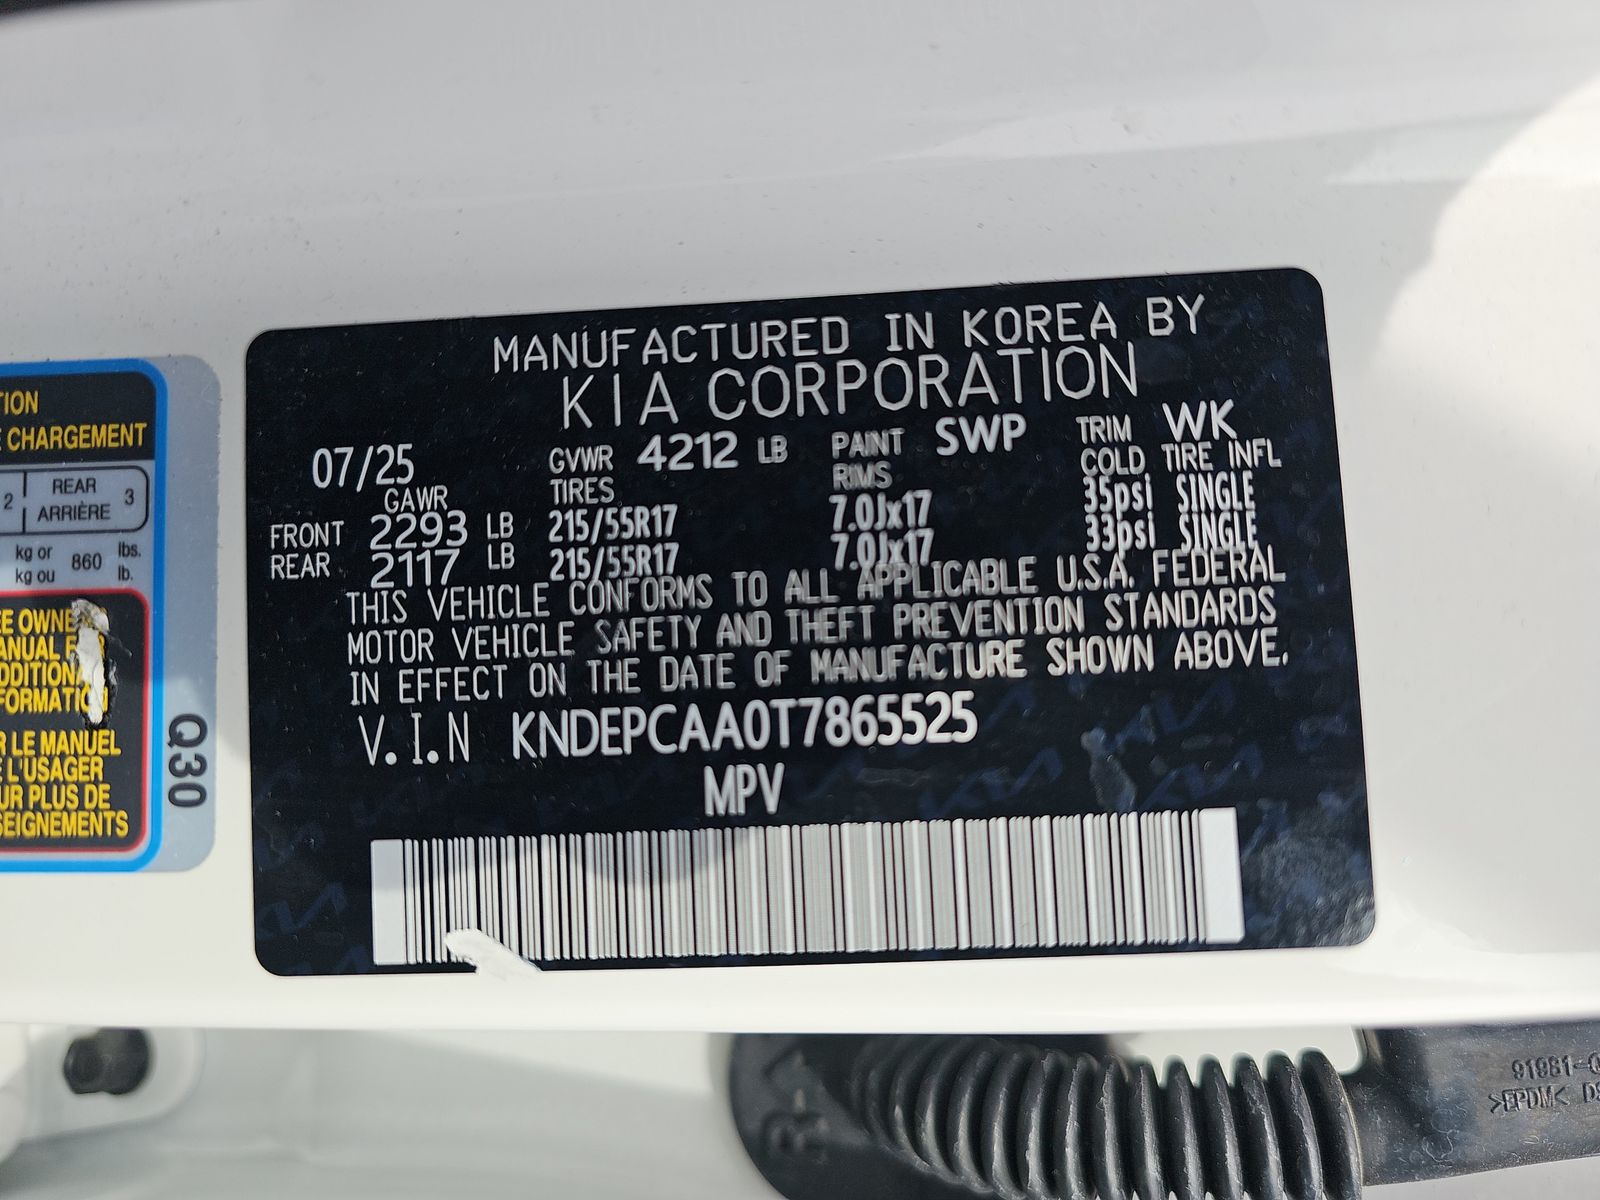 MANUFACTURED IN KOREA BY
KIA CORPORATION
07/25 GVWR 4212 LB PAINT SWP TRIM WK
GAWR TIRES RIMS COLD TIRE INFL
FRONT 2293 LB 215/55R17 7.0Jx17 35psi SINGLE
REAR 2117 LB 215/55R17 7.0Jx17 33psi SINGLE
THIS VEHICLE CONFORMS TO ALL APPLICABLE U.S.A. FEDERAL
MOTOR VEHICLE SAFETY AND THEFT PREVENTION STANDARDS
IN EFFECT ON THE DATE OF MANUFACTURE SHOWN ABOVE.
V.I.N KNDEPCAA0T7865525
MPV
CHARGEMENT
2 REAR 3
ARRIÈRE
kg or 860 lbs.
kg ou lb.
LE MANUEL
L'USAGER
PLUS DE
Q30
>EPDM<